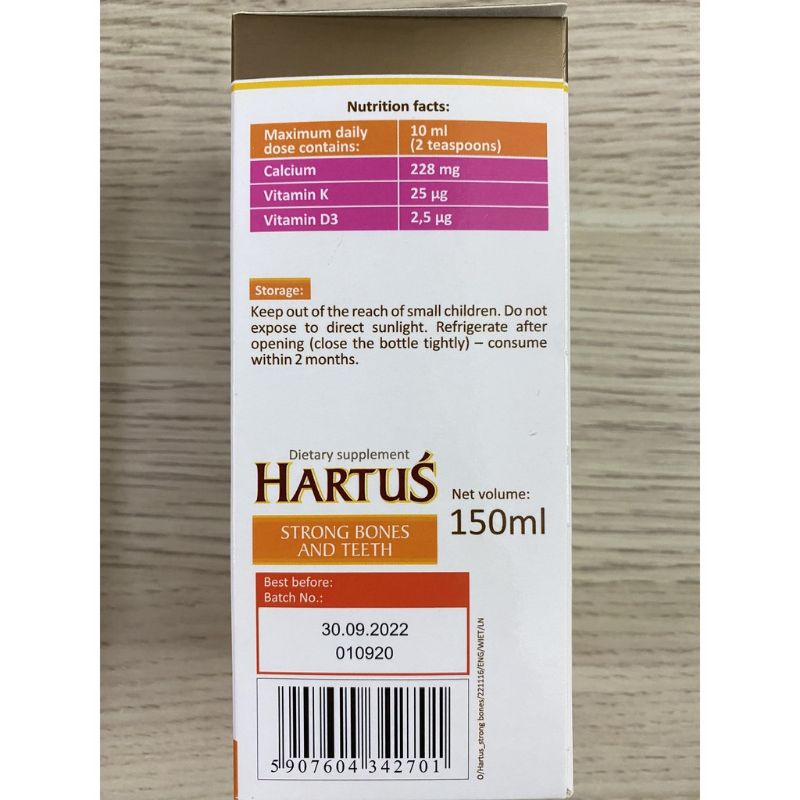 Nutrition facts:
Maximum daily
dose contains:
10 ml
(2 teaspoons)
Calcium
228 mg
Vitamin K
25 µg
Vitamin D3
2,5 µg
Storage:
Keep out of the reach of small children. Do not
expose to direct sunlight. Refrigerate after
opening (close the bottle tightly) – consume
within 2 months.
Dietary supplement
HARTUŚ
STRONG BONES
AND TEETH
Net volume:
150ml
Best before:
Batch No.:
30.09.2022
010920
O/Hartus_strong bones/221116/ENG/WIET/LN
5 907604 342701